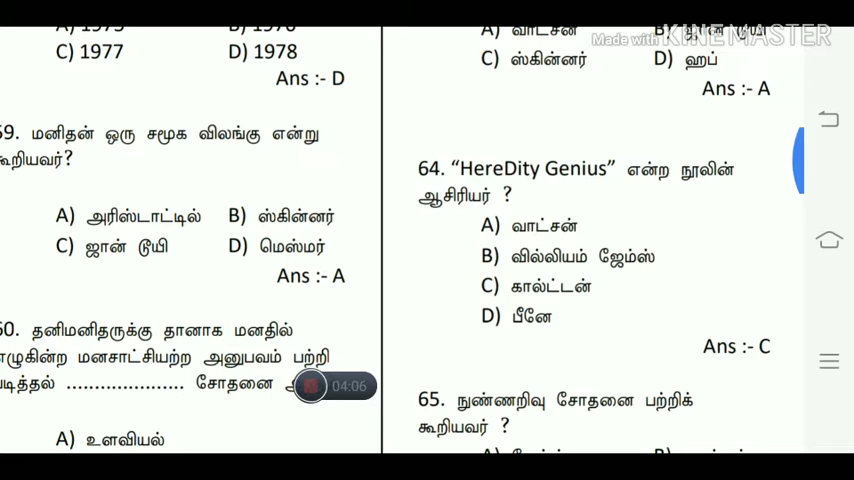 C) 1977 D) 1978
Ans :- D
59. மனிதன் ஒரு சமூக விலங்கு என்று
கூறியவர்?
A) அரிஸ்டாட்டில் B) ஸ்கின்னர்
C) ஜான் டூயி D) மெஸ்மர்
Ans :- A
60. தனிமனிதருக்கு தானாக மனதில்
எழுகின்ற மனசாட்சியற்ற அனுபவம் பற்றி
படித்தல் ..................... சோதனை
A) உளவியல்
A) வாட்சன்
C) ஸ்கின்னர் D) ஹப்
Ans :- A
64. “HereDity Genius” என்ற நூலின்
ஆசிரியர் ?
A) வாட்சன்
B) வில்லியம் ஜேம்ஸ்
C) கால்ட்டன்
D) பீனே
Ans :- C
65. நுண்ணறிவு சோதனை பற்றிக்
கூறியவர் ?
Made with KINEMASTER
04:06